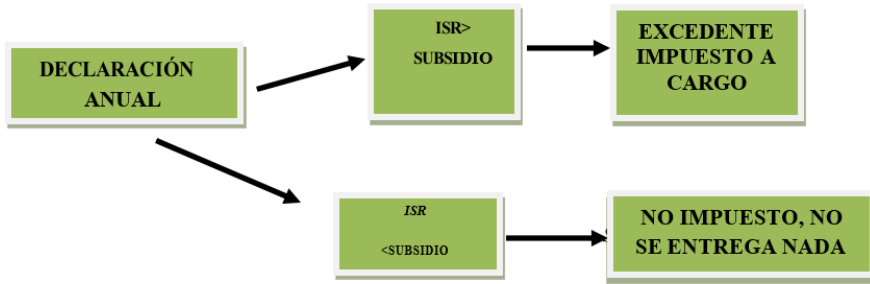 DECLARACIÓN
ANUAL
ISR>
SUBSIDIO
EXCEDENTE
IMPUESTO A
CARGO
ISR
<SUBSIDIO
NO IMPUESTO, NO
SE ENTREGA NADA